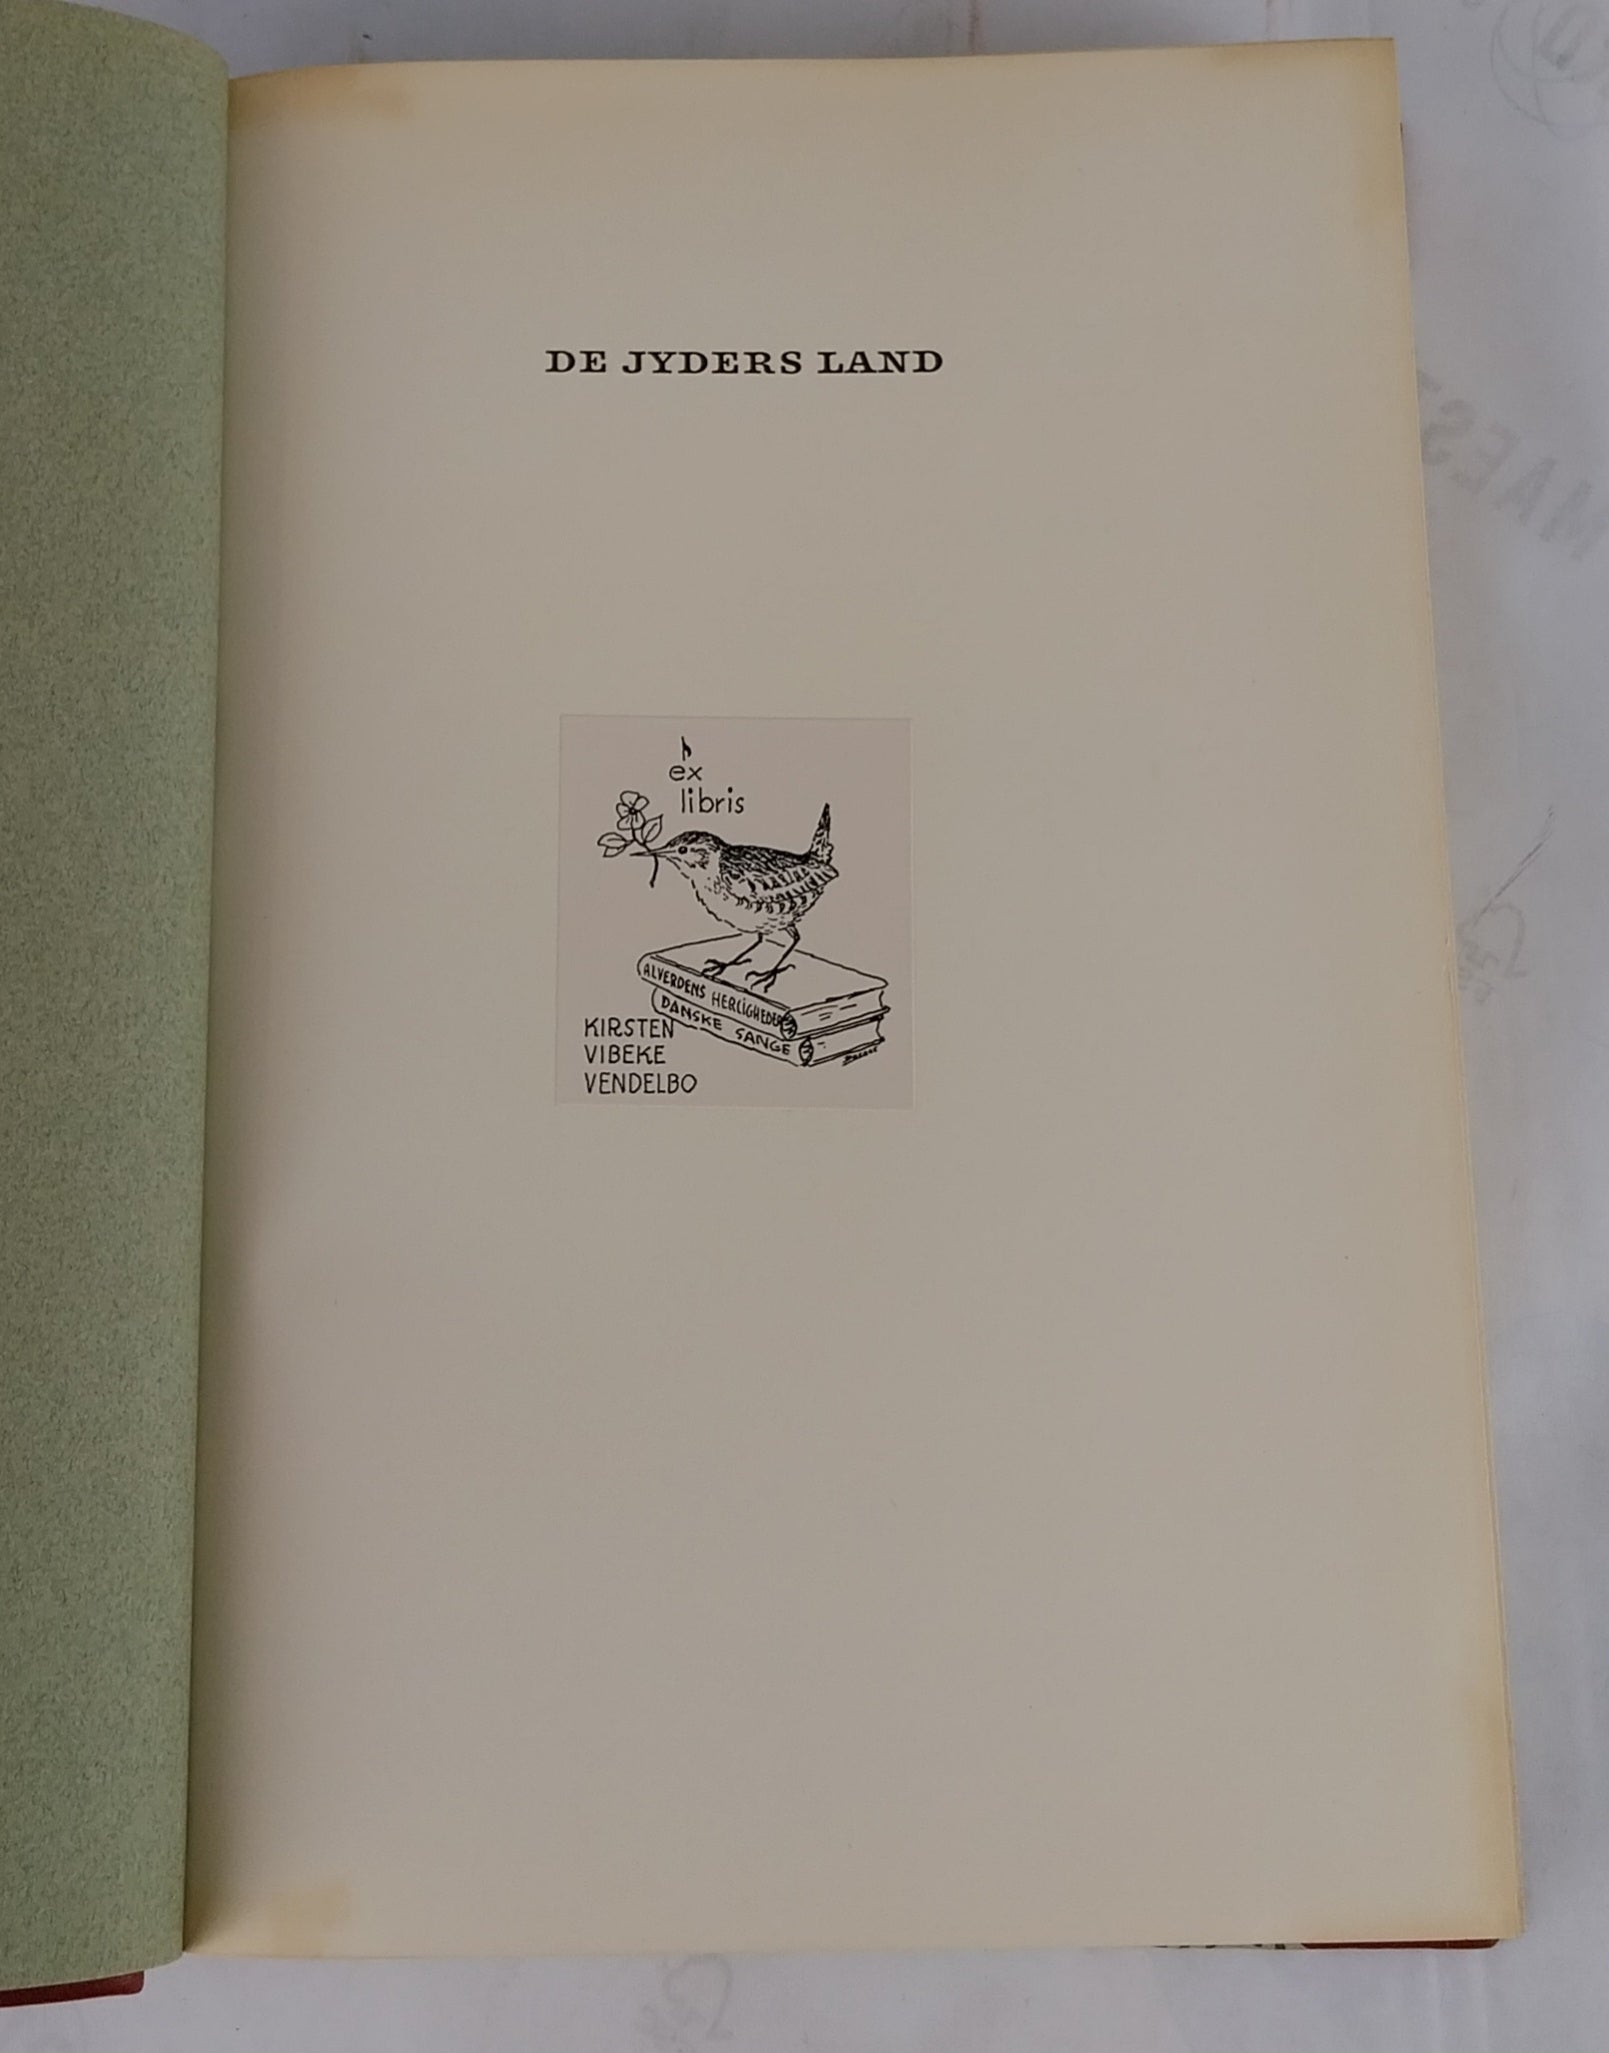 DE JYDERS LAND
ex
libris
ALVERDENS HERLIGHEDER
DANSKE SANGE
KIRSTEN
VIBEKE
VENDELBO